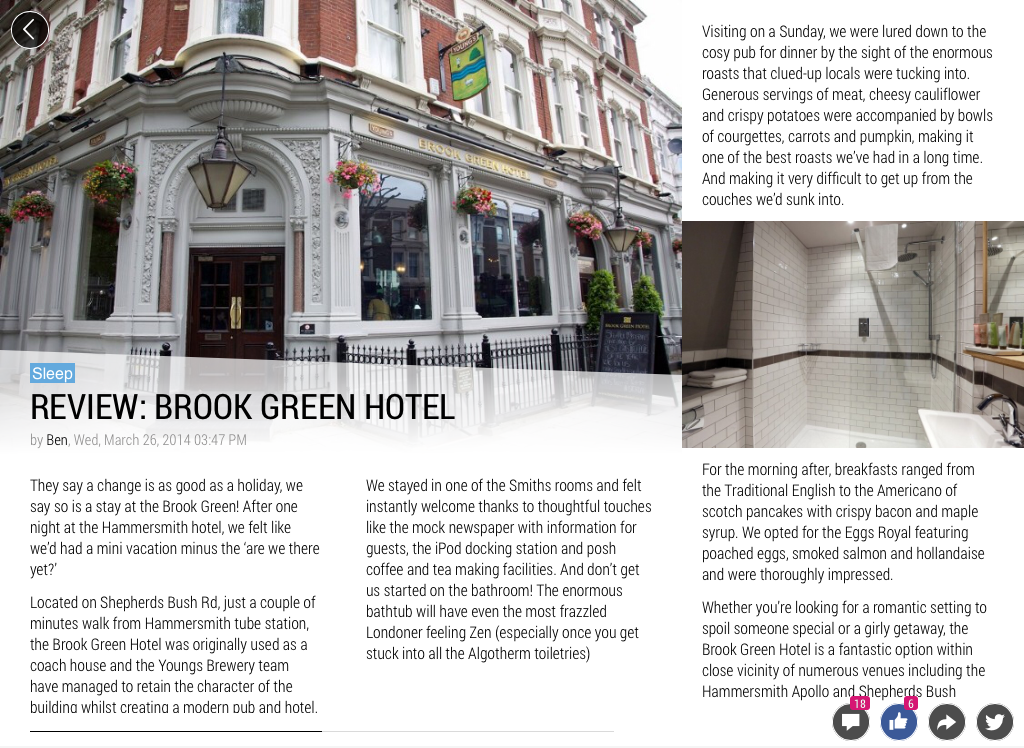 YOUNG'S
BROOK GREEN HOTEL
BROOK GREEN HOTEL
Sleep
REVIEW: BROOK GREEN HOTEL
by Ben, Wed, March 26, 2014 03:47 PM
They say a change is as good as a holiday, we
say so is a stay at the Brook Green! After one
night at the Hammersmith hotel, we felt like
we'd had a mini vacation minus the 'are we there
yet?'
Located on Shepherds Bush Rd, just a couple of
minutes walk from Hammersmith tube station,
the Brook Green Hotel was originally used as a
coach house and the Youngs Brewery team
have managed to retain the character of the
building whilst creating a modern pub and hotel.
We stayed in one of the Smiths rooms and felt
instantly welcome thanks to thoughtful touches
like the mock newspaper with information for
guests, the iPod docking station and posh
coffee and tea making facilities. And don't get
us started on the bathroom! The enormous
bathtub will have even the most frazzled
Londoner feeling Zen (especially once you get
stuck into all the Algotherm toiletries)
Visiting on a Sunday, we were lured down to the
cosy pub for dinner by the sight of the enormous
roasts that clued-up locals were tucking into.
Generous servings of meat, cheesy cauliflower
and crispy potatoes were accompanied by bowls
of courgettes, carrots and pumpkin, making it
one of the best roasts we've had in a long time.
And making it very difficult to get up from the
couches we'd sunk into.
For the morning after, breakfasts ranged from
the Traditional English to the Americano of
scotch pancakes with crispy bacon and maple
syrup. We opted for the Eggs Royal featuring
poached eggs, smoked salmon and hollandaise
and were thoroughly impressed.
Whether you're looking for a romantic setting to
spoil someone special or a girly getaway, the
Brook Green Hotel is a fantastic option within
close vicinity of numerous venues including the
Hammersmith Apollo and Shepherds Bush
18
6